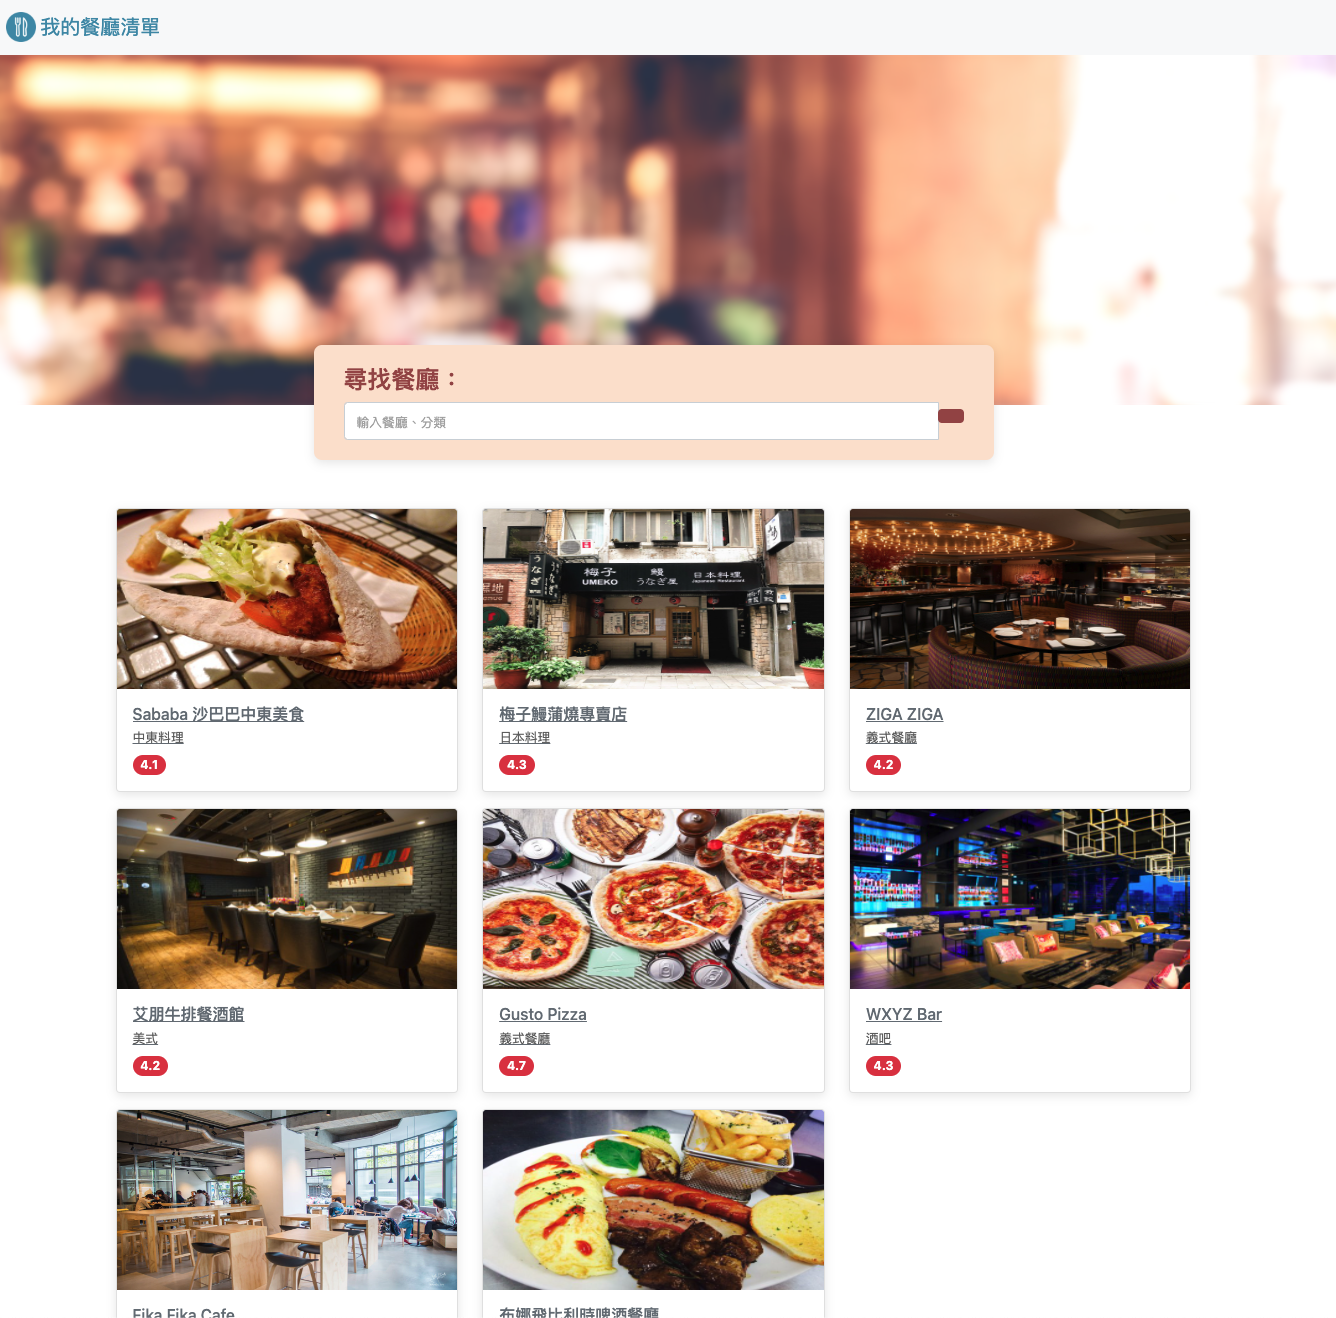 我的餐廳清單
尋找餐廳：
輸入餐廳、分類
うなぎ
梅子 鰻 日本料理
UMEKO うなぎ屋 Japanese Restaurant
Sababa 沙巴巴中東美食
中東料理
4.1
梅子鰻蒲燒專賣店
日本料理
4.3
ZIGA ZIGA
義式餐廳
4.2
艾朋牛排餐酒館
美式
4.2
Gusto Pizza
義式餐廳
4.7
WXYZ Bar
酒吧
4.3
Fika Fika Cafe
布娜飛比利時啤酒餐廳